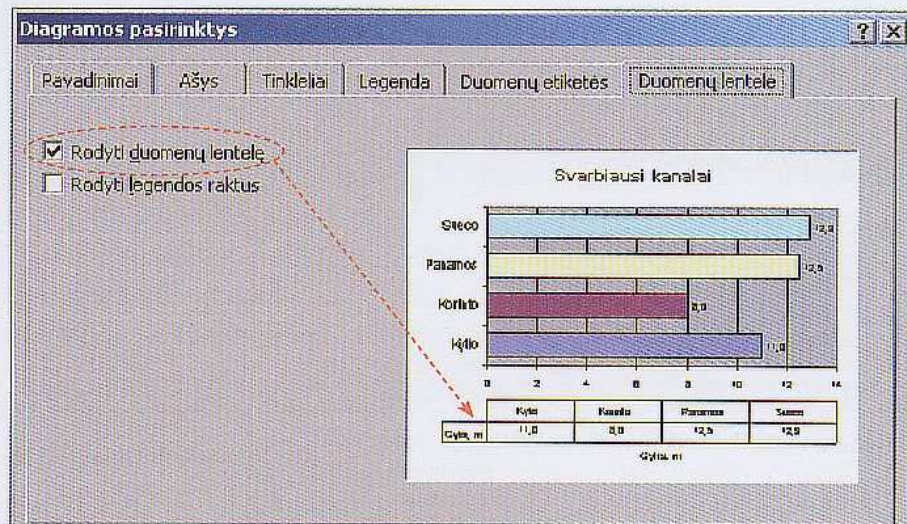 Diagramos pasirinktys
Pavadinimai Ašys Tinkleliai Legenda Duomenų etiketės Duomenų lentelė
Rodyti duomenų lentelę
Rodyti legendos raktus
Svarbiausi kanalai
Sueco 12,9
Panamos 12,5
Korinto 8,0
Kylio 11,0
0 2 4 6 8 10 12 14
Kylio Korinto Panamos Sueco
Gylis, m 11,0 8,0 12,5 12,9
Gylis, m